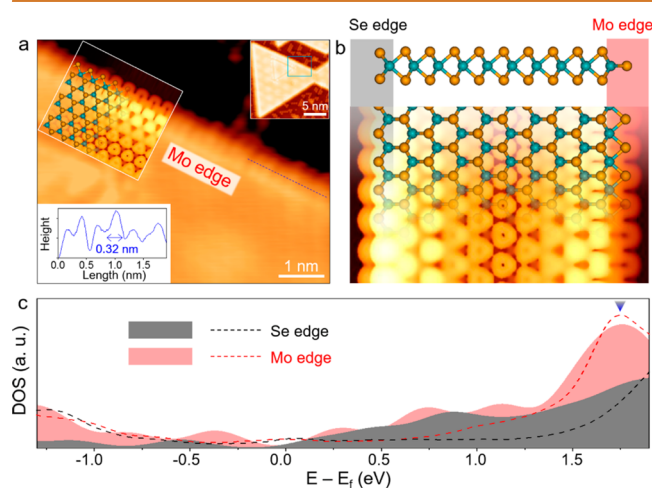 a
Mo edge
5 nm
Height
0.32 nm
0.0 0.5 1.0 1.5
Length (nm)
1 nm
Se edge
Mo edge
b
c
DOS (a. u.)
Se edge
Mo edge
-1.0 -0.5 0.0 0.5 1.0 1.5
E – Ef (eV)